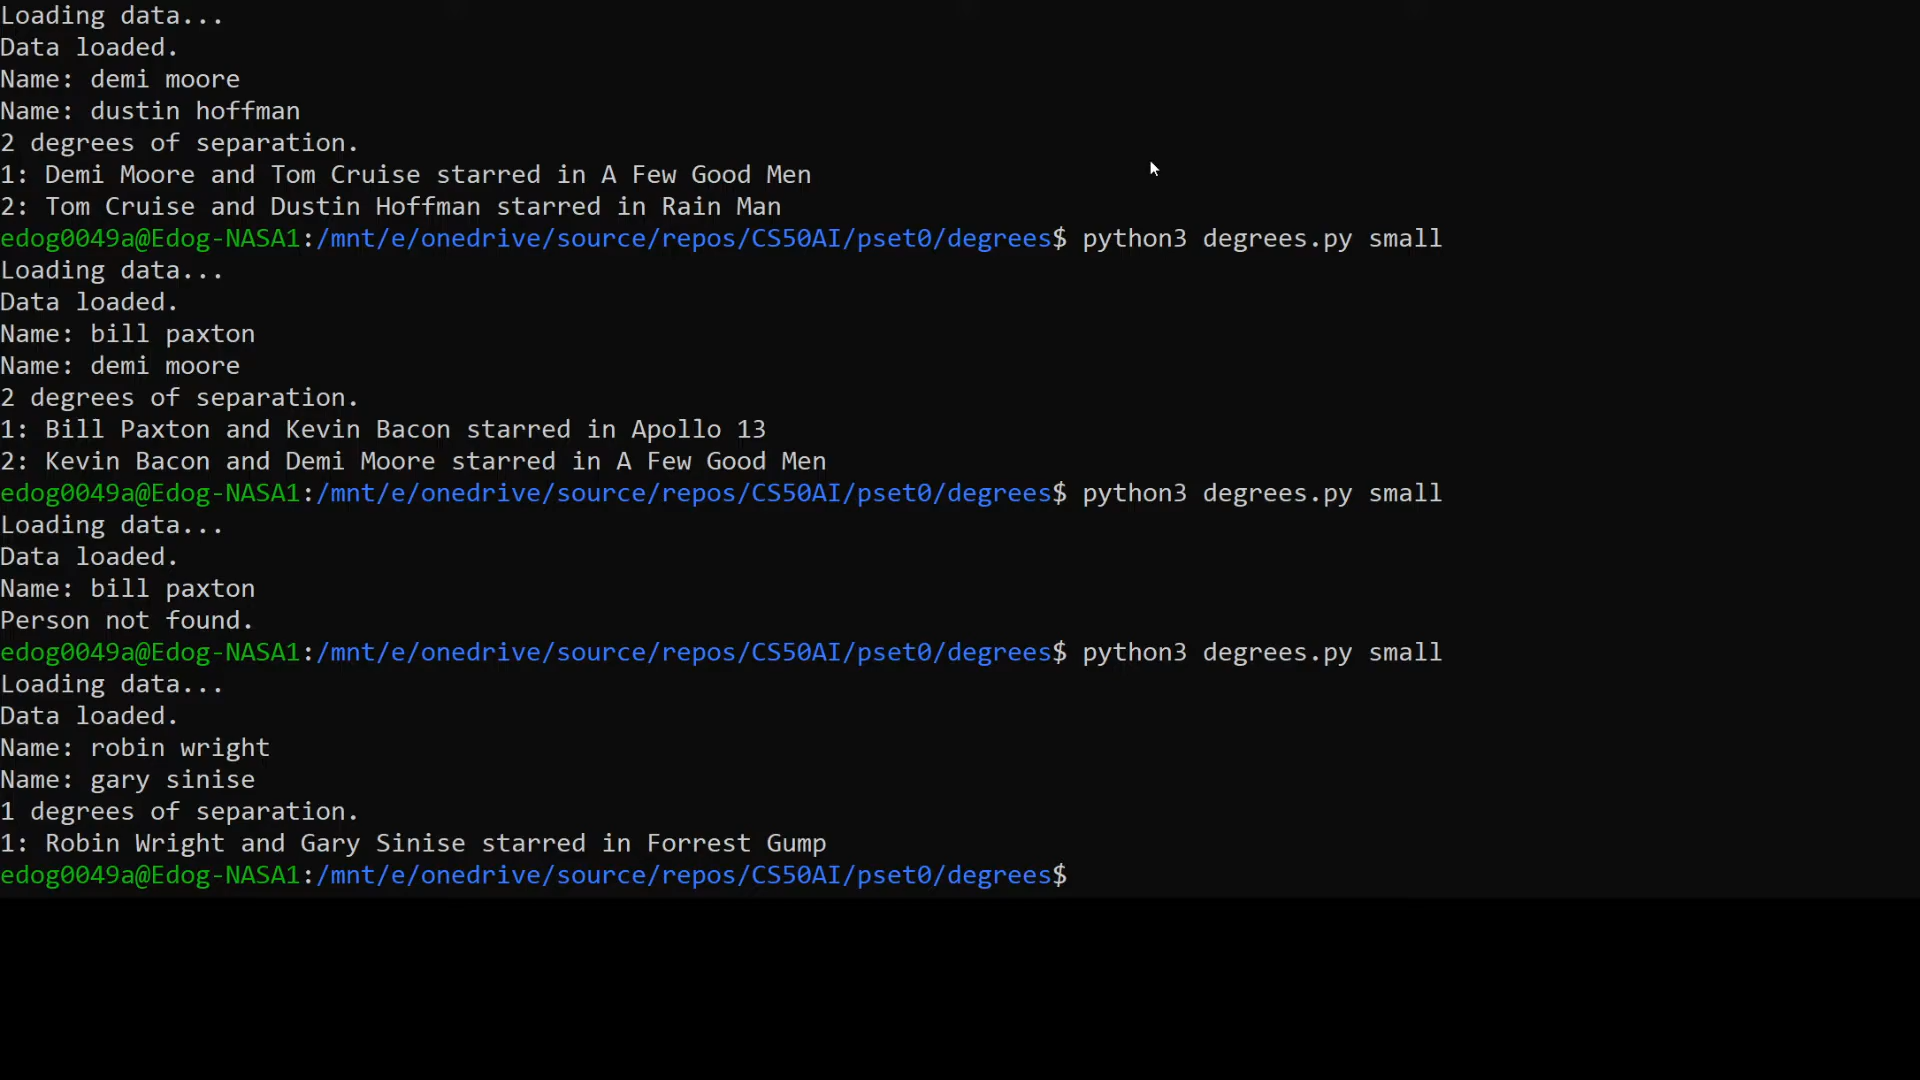 Loading data...
Data loaded.
Name: demi moore
Name: dustin hoffman
2 degrees of separation.
1: Demi Moore and Tom Cruise starred in A Few Good Men
2: Tom Cruise and Dustin Hoffman starred in Rain Man
edog0049a@Edog-NASA1:/mnt/e/onedrive/source/repos/CS50AI/pset0/degrees$ python3 degrees.py small
Loading data...
Data loaded.
Name: bill paxton
Name: demi moore
2 degrees of separation.
1: Bill Paxton and Kevin Bacon starred in Apollo 13
2: Kevin Bacon and Demi Moore starred in A Few Good Men
edog0049a@Edog-NASA1:/mnt/e/onedrive/source/repos/CS50AI/pset0/degrees$ python3 degrees.py small
Loading data...
Data loaded.
Name: bill paxton
Person not found.
edog0049a@Edog-NASA1:/mnt/e/onedrive/source/repos/CS50AI/pset0/degrees$ python3 degrees.py small
Loading data...
Data loaded.
Name: robin wright
Name: gary sinise
1 degrees of separation.
1: Robin Wright and Gary Sinise starred in Forrest Gump
edog0049a@Edog-NASA1:/mnt/e/onedrive/source/repos/CS50AI/pset0/degrees$